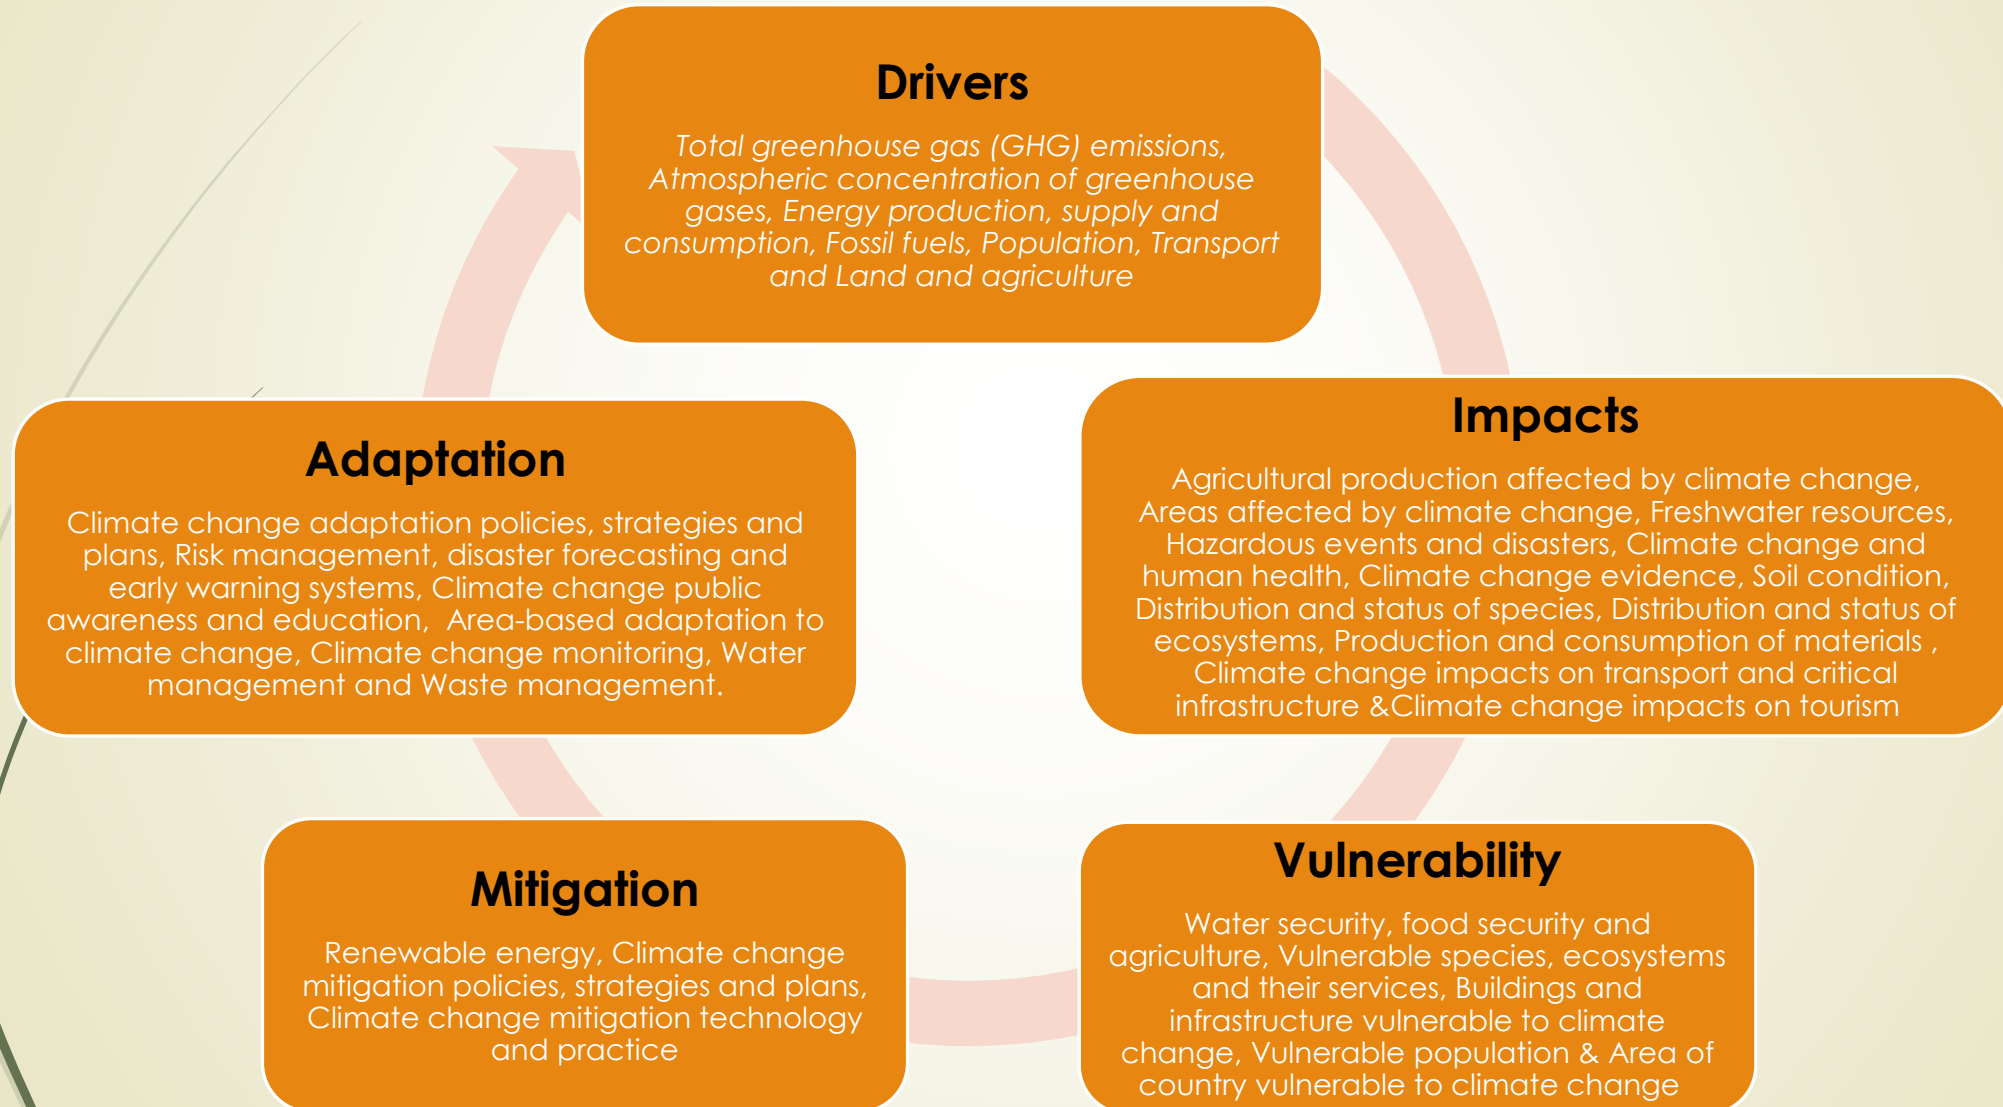 Drivers
Total greenhouse gas (GHG) emissions,
Atmospheric concentration of greenhouse
gases, Energy production, supply and
consumption, Fossil fuels, Population, Transport
and Land and agriculture
Impacts
Agricultural production affected by climate change,
Areas affected by climate change, Freshwater resources,
Hazardous events and disasters, Climate change and
human health, Climate change evidence, Soil condition,
Distribution and status of species, Distribution and status of
ecosystems, Production and consumption of materials ,
Climate change impacts on transport and critical
infrastructure &Climate change impacts on tourism
Vulnerability
Water security, food security and
agriculture, Vulnerable species, ecosystems
and their services, Buildings and
infrastructure vulnerable to climate
change, Vulnerable population & Area of
country vulnerable to climate change
Mitigation
Renewable energy, Climate change
mitigation policies, strategies and plans,
Climate change mitigation technology
and practice
Adaptation
Climate change adaptation policies, strategies and
plans, Risk management, disaster forecasting and
early warning systems, Climate change public
awareness and education, Area-based adaptation to
climate change, Climate change monitoring, Water
management and Waste management.